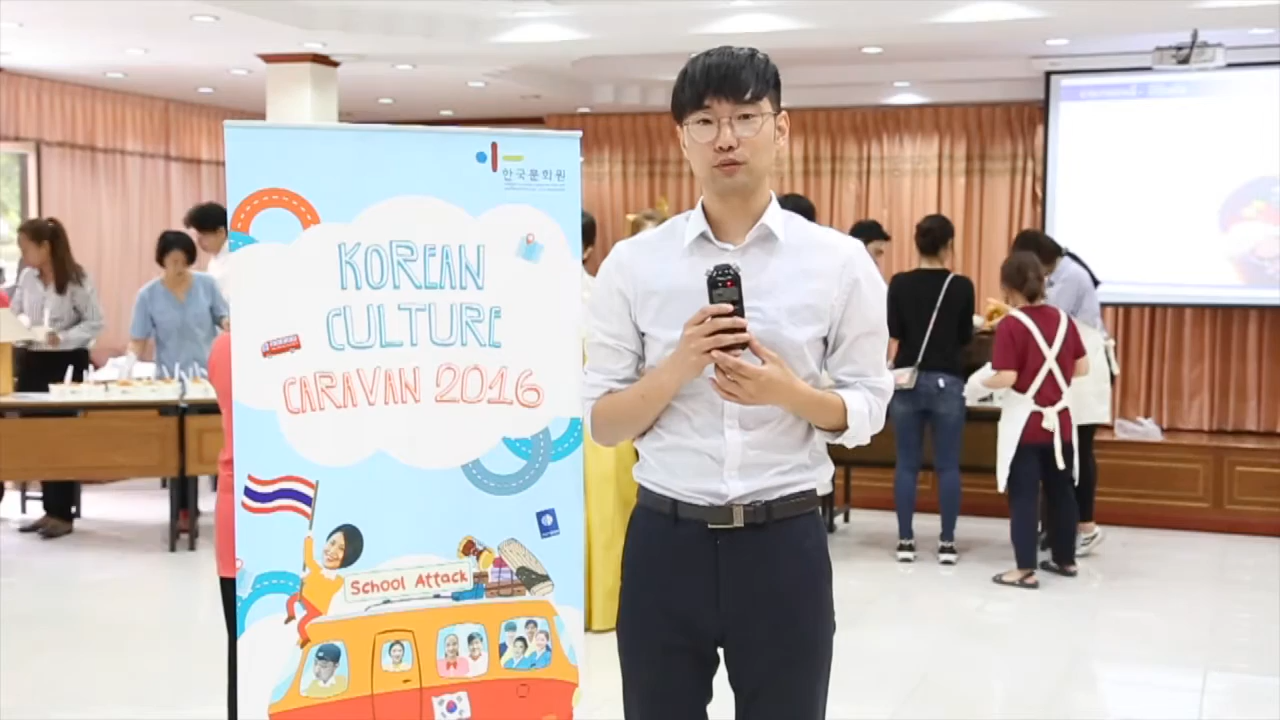 한국문화원
KOREAN
CULTURE
CARAVAN 2016
School Attack